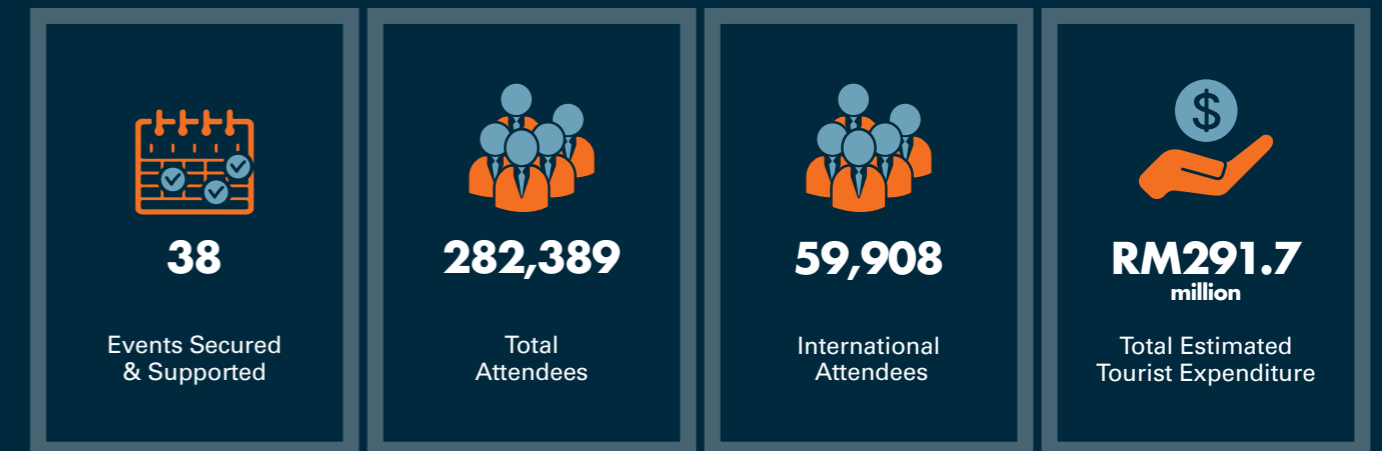 38
Events Secured
& Supported
282,389
Total
Attendees
59,908
International
Attendees
$
RM291.7
million
Total Estimated
Tourist Expenditure